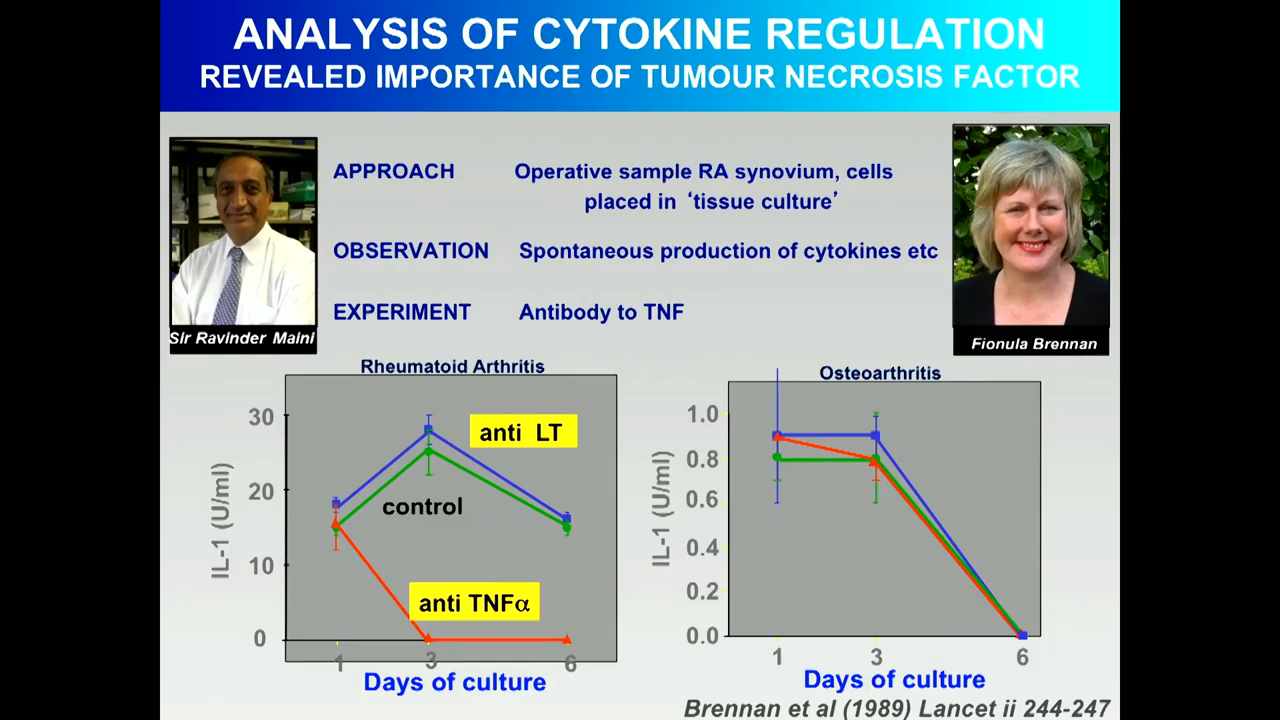 ANALYSIS OF CYTOKINE REGULATION
REVEALED IMPORTANCE OF TUMOUR NECROSIS FACTOR
APPROACH Operative sample RA synovium, cells
placed in ‘tissue culture’
OBSERVATION Spontaneous production of cytokines etc
EXPERIMENT Antibody to TNF
Sir Ravinder Maini
Fionula Brennan
Rheumatoid Arthritis
30
20
10
0
IL-1 (U/ml)
anti LT
control
anti TNFα
1 3 6
Days of culture
Osteoarthritis
1.0
0.8
0.6
0.4
0.2
0.0
IL-1 (U/ml)
1 3 6
Days of culture
Brennan et al (1989) Lancet ii 244-247